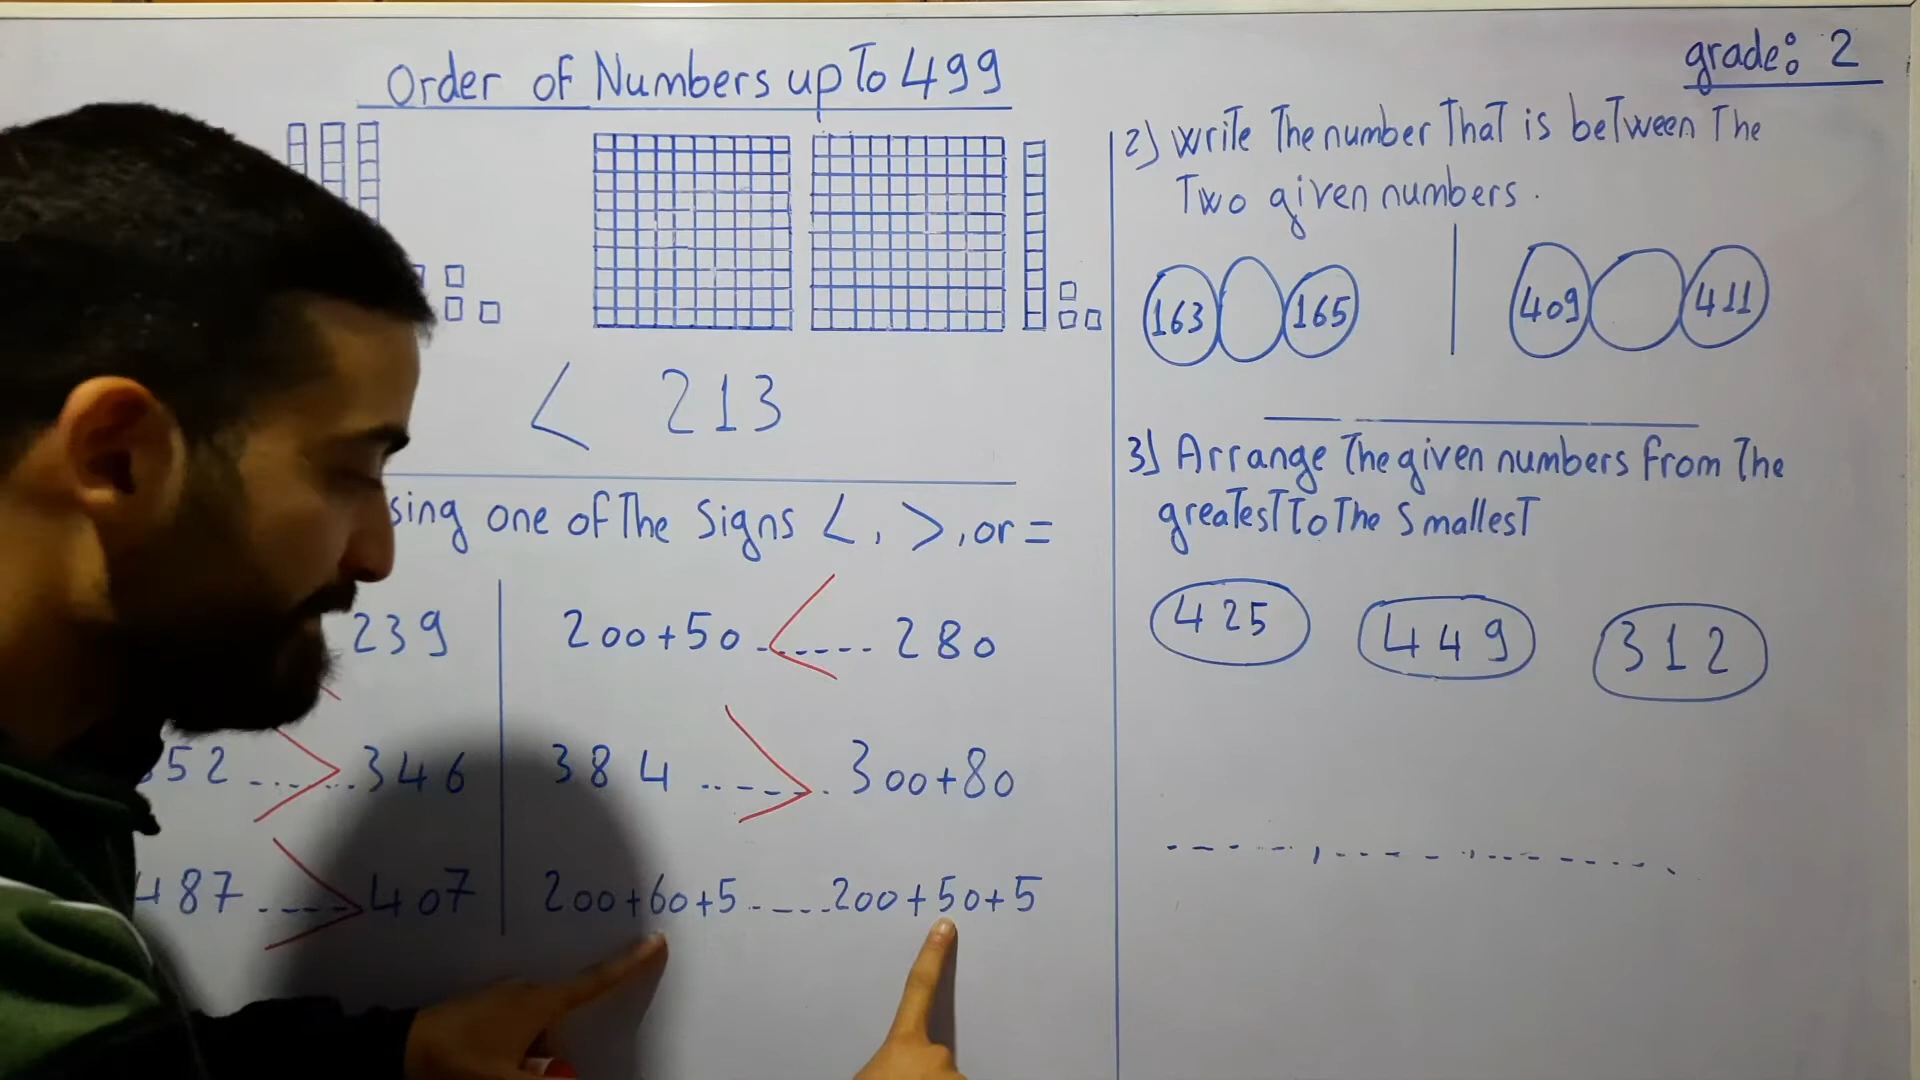 Order of Numbers up To 499
grade: 2
< 213
sing one of The Signs <, >, or =
239
200+50 < 280
52 > 346
384 > 300+80
487 > 407
200+60+5 ..... 200+50+5
2) write The number That is between The
Two given numbers.
163 165
409 411
3) Arrange The given numbers from The
greatest To The Smallest
425 449 312